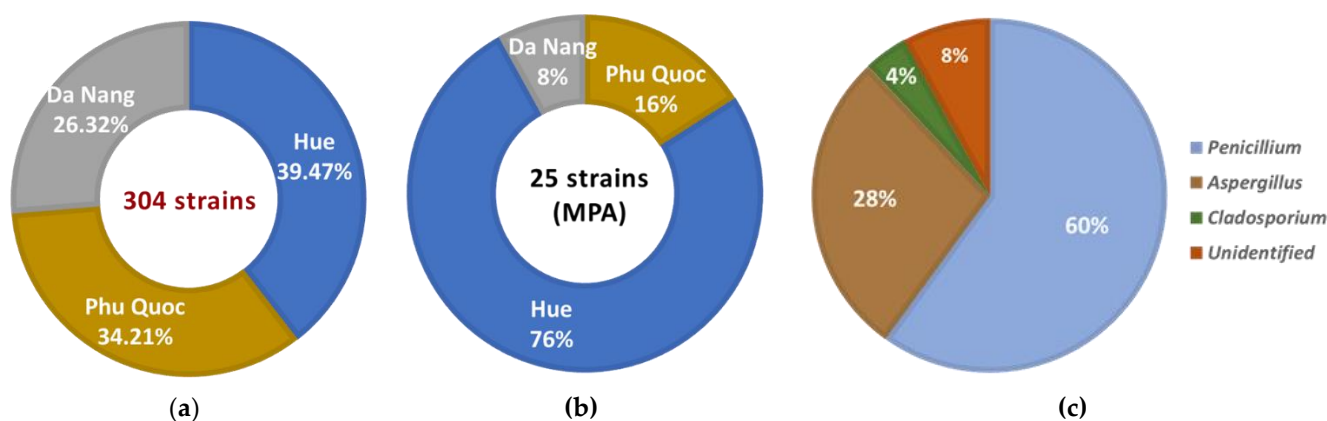 Da Nang
26.32%
Hue
39.47%
304 strains
Phu Quoc
34.21%
(a)
Da Nang
8%
Phu Quoc
16%
25 strains
(MPA)
Hue
76%
(b)
4%
8%
28%
60%
Penicillium
Aspergillus
Cladosporium
Unidentified
(c)